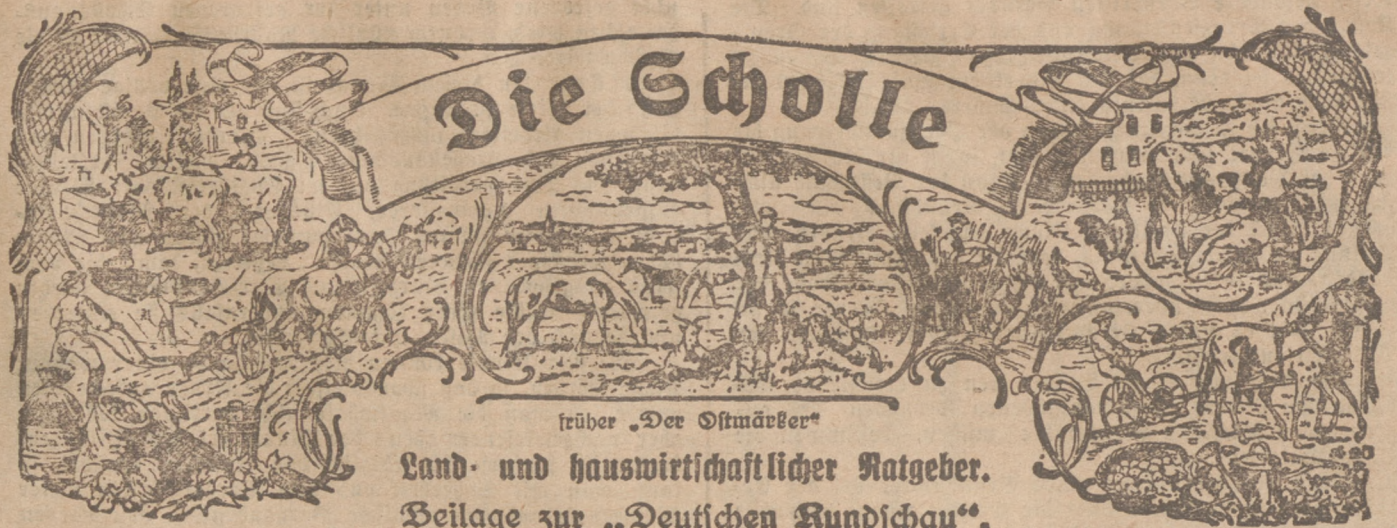 Die Scholle
früher „Der Ostmärker“
Land- und hauswirtschaftlicher Ratgeber.
Beilage zur „Deutschen Rundschau“.